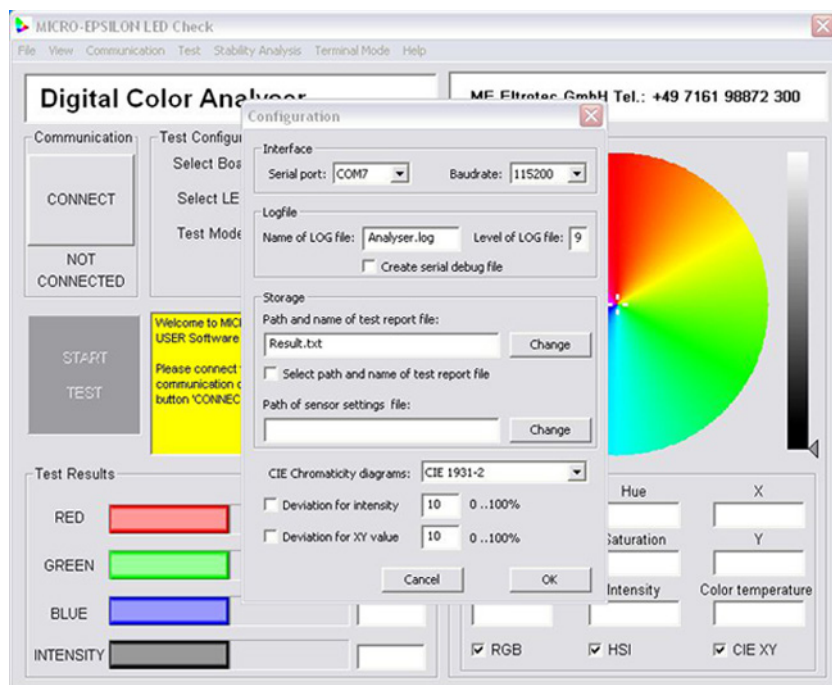 MICRO-EPSILON LED Check
File View Communication Test Stability Analysis Terminal Mode Help
Digital Color Analyser
ME Eltrotec GmbH Tel.: +49 7161 98872 300
Communication
CONNECT
NOT
CONNECTED
Test Configu
Select Boa
Select LE
Test Mode
START
TEST
Welcome to MIC
USER Software
Please connect
communication
button 'CONNEC
Configuration
Interface
Serial port: COM7 Baudrate: 115200
Logfile
Name of LOG file: Analyser.log Level of LOG file: 9
Create serial debug file
Storage
Path and name of test report file:
Result.txt Change
Select path and name of test report file
Path of sensor settings file:
Change
CIE Chromaticity diagrams: CIE 1931-2
Deviation for intensity 10 0 ..100%
Deviation for XY value 10 0 ..100%
Cancel OK
Test Results
RED
GREEN
BLUE
INTENSITY
Hue X
Saturation Y
Intensity Color temperature
RGB HSI CIE XY